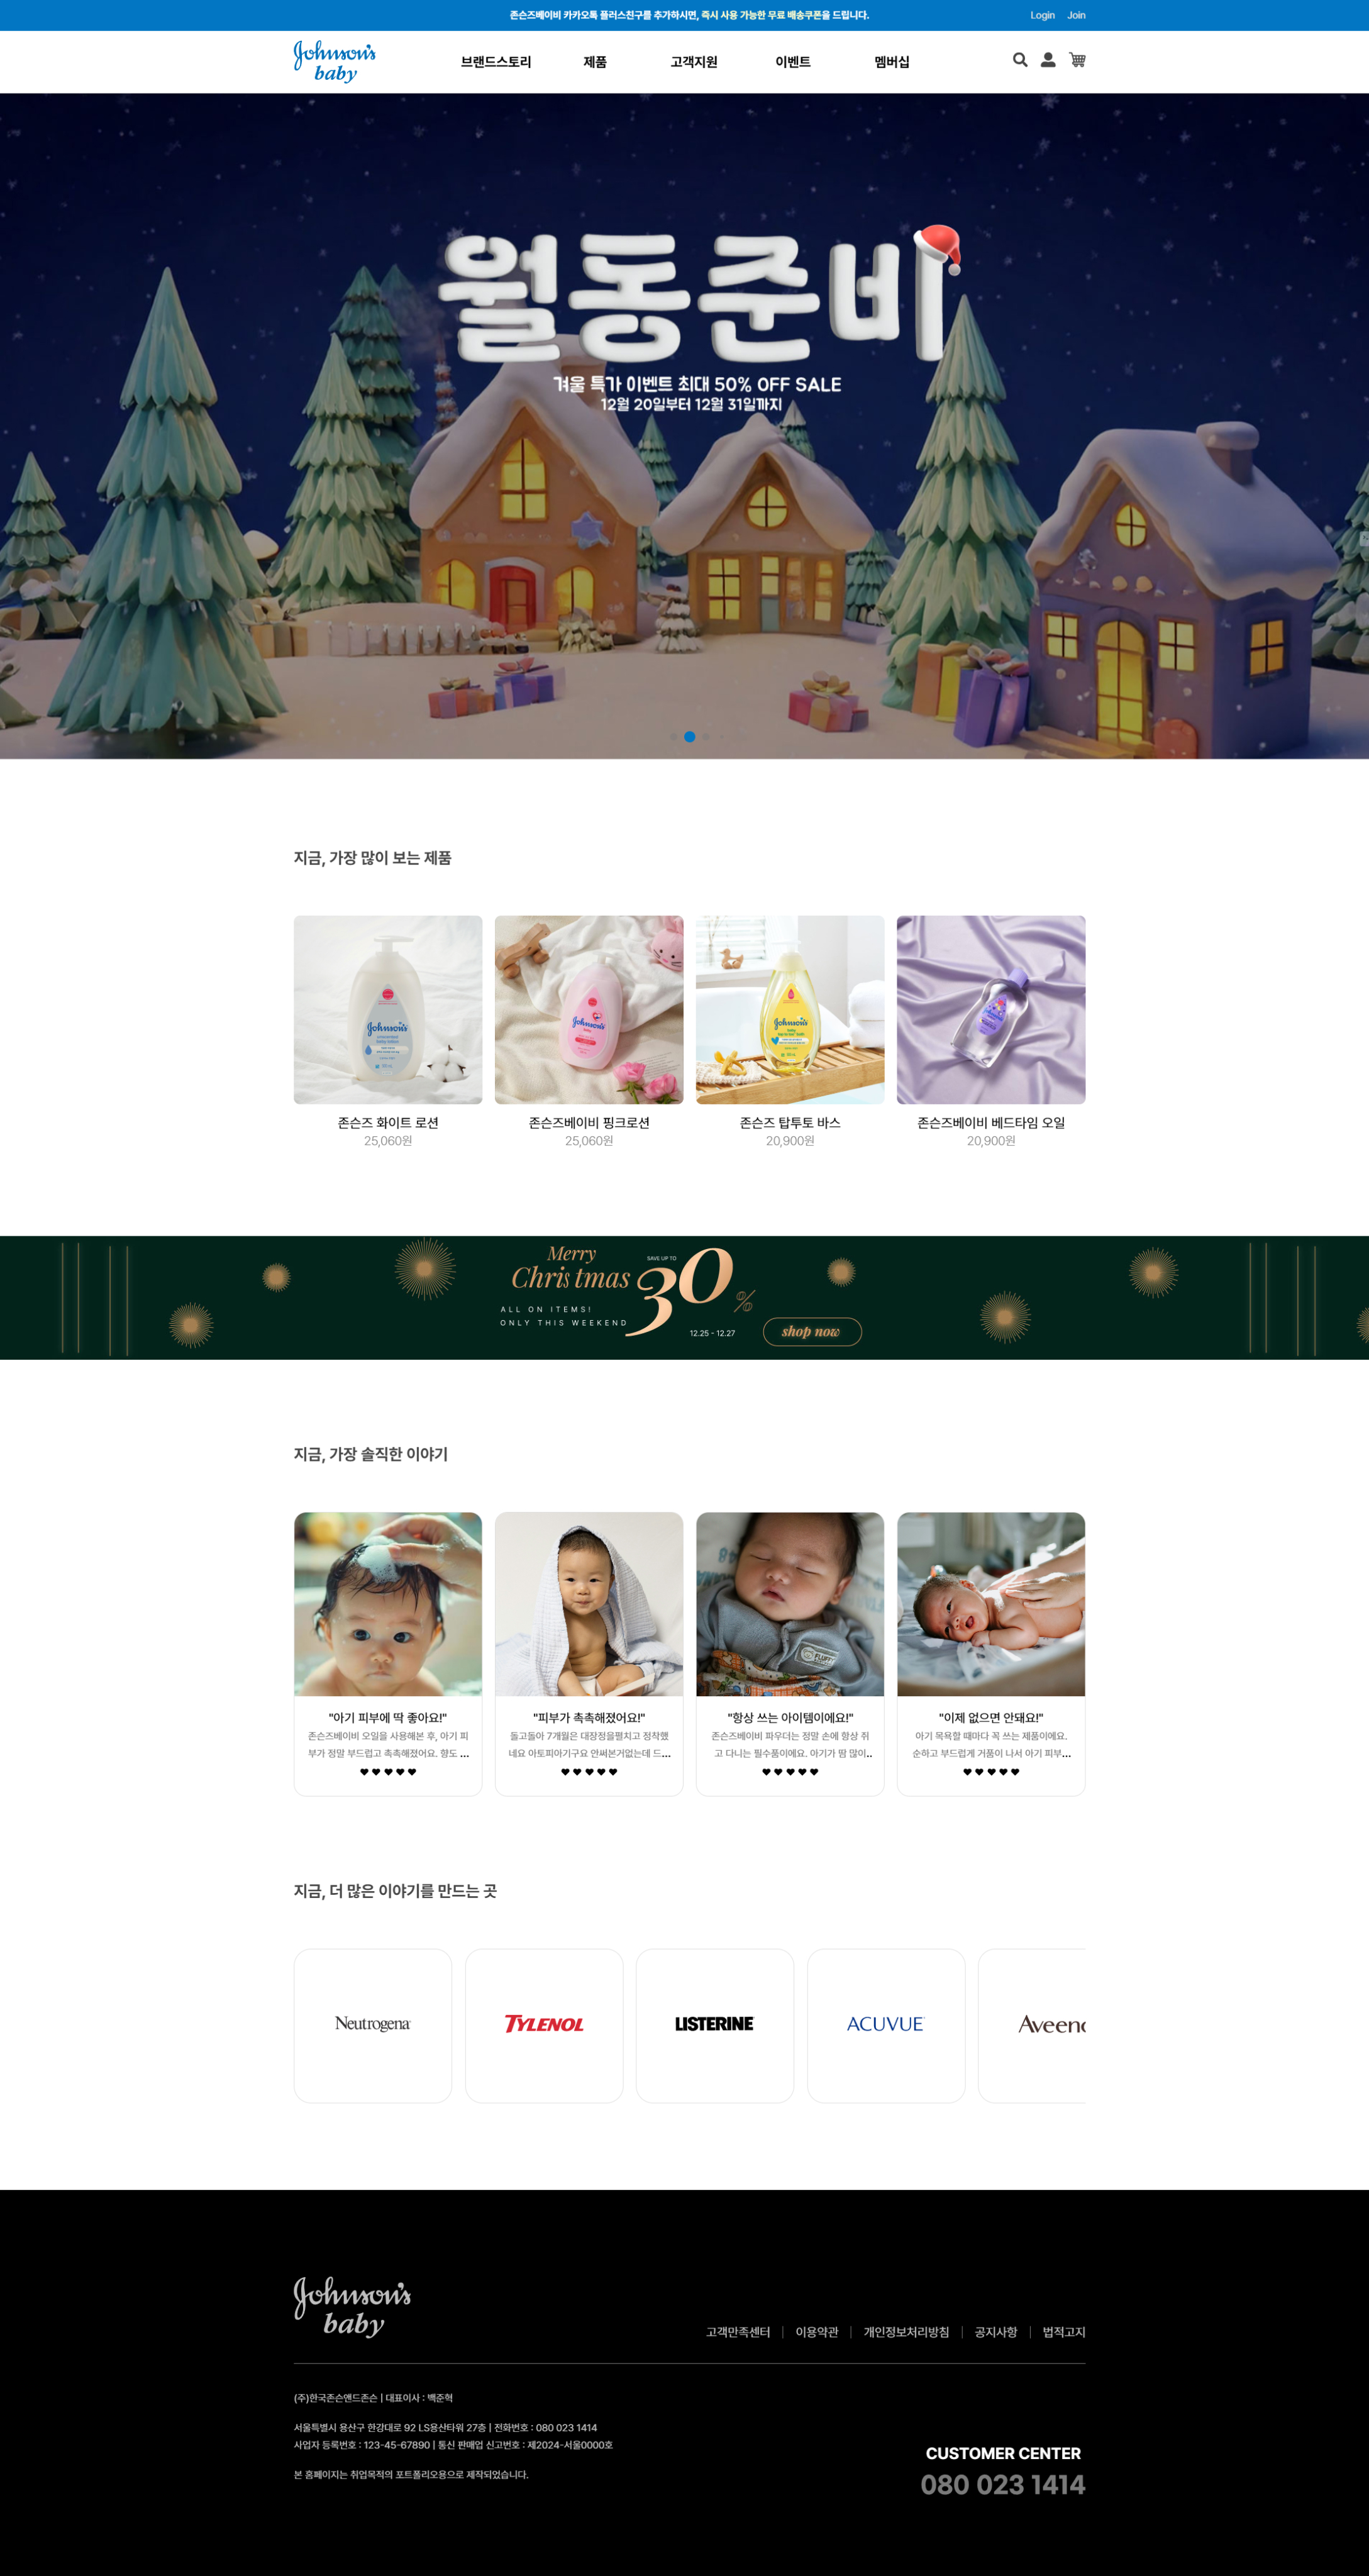 존슨즈베이비 카카오톡 플러스친구를 추가하시면, 즉시 사용 가능한 무료 배송쿠폰을 드립니다.
Login Join
Johnson's
baby
브랜드스토리 제품 고객지원 이벤트 멤버십
월동준비
겨울 특가 이벤트 최대 50% OFF SALE
12월 20일부터 12월 31일까지
지금, 가장 많이 보는 제품
Johnson's
Johnson's
Johnson's
존슨즈 화이트 로션
25,060원
존슨즈베이비 핑크로션
25,060원
존슨즈 탑투토 바스
20,900원
존슨즈베이비 베드타임 오일
20,900원
Merry
Christmas
SAVE UP TO
30%
ALL ON ITEMS!
ONLY THIS WEEKEND
12.25 - 12.27
shop now
지금, 가장 솔직한 이야기
FLUFF
"아기 피부에 딱 좋아요!"
존슨즈베이비 오일을 사용해본 후, 아기 피
부가 정말 부드럽고 촉촉해졌어요. 향도 ...
♥ ♥ ♥ ♥ ♥
"피부가 촉촉해졌어요!"
돌고돌아 7개월은 대장정을펼치고 정착했
네요 아토피아기구요 안써본거없는데 드...
♥ ♥ ♥ ♥ ♥
"항상 쓰는 아이템이에요!"
존슨즈베이비 파우더는 정말 손에 항상 쥐
고 다니는 필수품이에요. 아기가 땀 많이..
♥ ♥ ♥ ♥ ♥
"이제 없으면 안돼요!"
아기 목욕할 때마다 꼭 쓰는 제품이에요.
순하고 부드럽게 거품이 나서 아기 피부...
♥ ♥ ♥ ♥ ♥
지금, 더 많은 이야기를 만드는 곳
Neutrogena
TYLENOL
LISTERINE
ACUVUE
Aveeno
Johnson's
baby
고객만족센터 | 이용약관 | 개인정보처리방침 | 공지사항 | 법적고지
(주)한국존슨앤드존슨 | 대표이사 : 백준혁
서울특별시 용산구 한강대로 92 LS용산타워 27층 | 전화번호 : 080 023 1414
사업자 등록번호 : 123-45-67890 | 통신 판매업 신고번호 : 제2024-서울0000호
본 홈페이지는 취업목적의 포트폴리오용으로 제작되었습니다.
CUSTOMER CENTER
080 023 1414